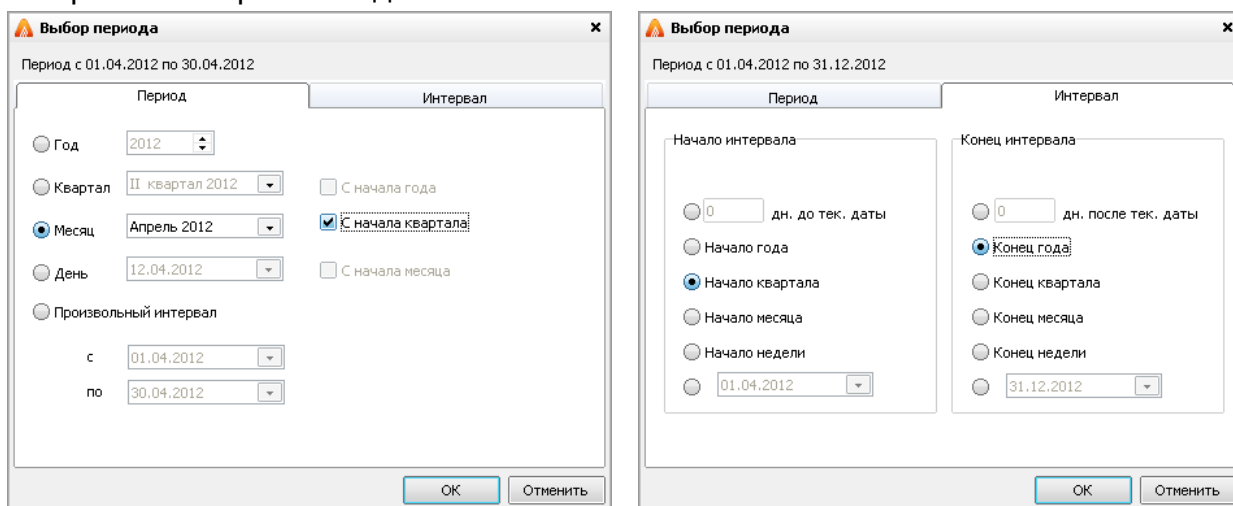 Выбор периода
Период с 01.04.2012 по 30.04.2012
Период Интервал
Год 2012
Квартал II квартал 2012 С начала года
Месяц Апрель 2012 С начала квартала
День 12.04.2012 С начала месяца
Произвольный интервал
с 01.04.2012
по 30.04.2012
ОК Отменить
Выбор периода
Период с 01.04.2012 по 31.12.2012
Период Интервал
Начало интервала Конец интервала
0 дн. до тек. даты 0 дн. после тек. даты
Начало года Конец года
Начало квартала Конец квартала
Начало месяца Конец месяца
Начало недели Конец недели
01.04.2012 31.12.2012
ОК Отменить